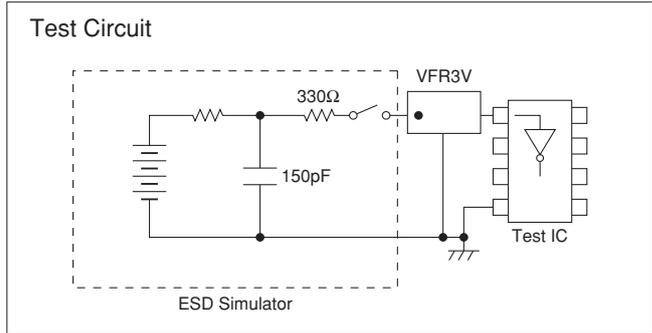 Test Circuit
VFR3V
330Ω
150pF
Test IC
ESD Simulator